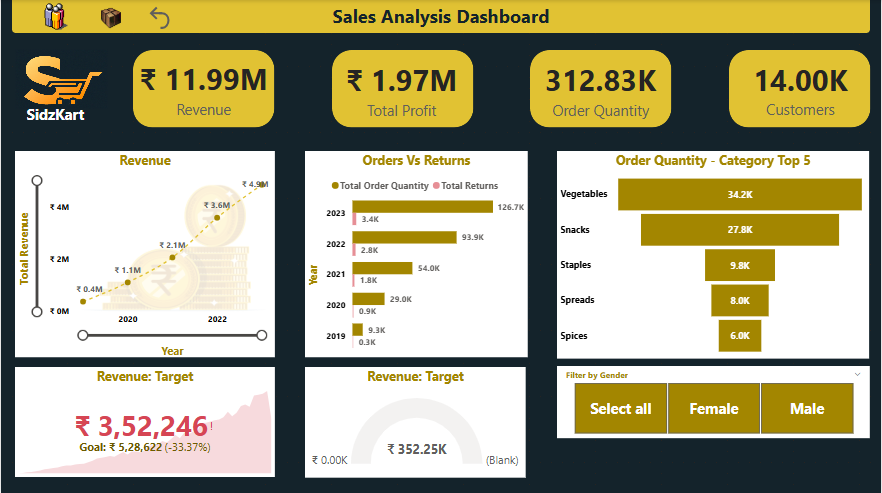 Sales Analysis Dashboard
SidzKart
₹ 11.99M
Revenue
₹ 1.97M
Total Profit
312.83K
Order Quantity
14.00K
Customers
Revenue
Total Revenue
₹ 4M
₹ 2M
₹ 0M
₹ 0.4M
₹ 1.1M
₹ 2.1M
₹ 3.6M
₹ 4.9M
2020
2022
Year
Orders Vs Returns
Total Order Quantity
Total Returns
Year
2023
126.7K
3.4K
2022
93.9K
2.8K
2021
54.0K
1.8K
2020
29.0K
0.9K
2019
9.3K
0.3K
Order Quantity - Category Top 5
Vegetables
34.2K
Snacks
27.8K
Staples
9.8K
Spreads
8.0K
Spices
6.0K
Revenue: Target
₹ 3,52,246!
Goal: ₹ 5,28,622 (-33.37%)
Revenue: Target
₹ 352.25K
₹ 0.00K
(Blank)
Filter by Gender
Select all
Female
Male